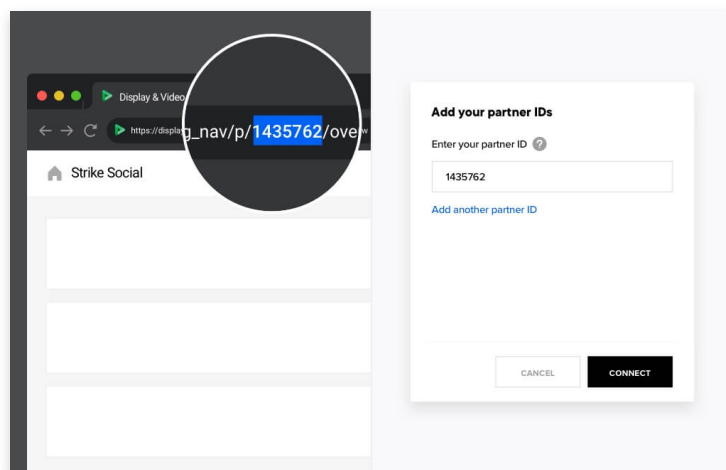 Display & Video
https://displa
g_nav/p/1435762/ove
w
Strike Social
Add your partner IDs
Enter your partner ID ?
1435762
Add another partner ID
CANCEL
CONNECT